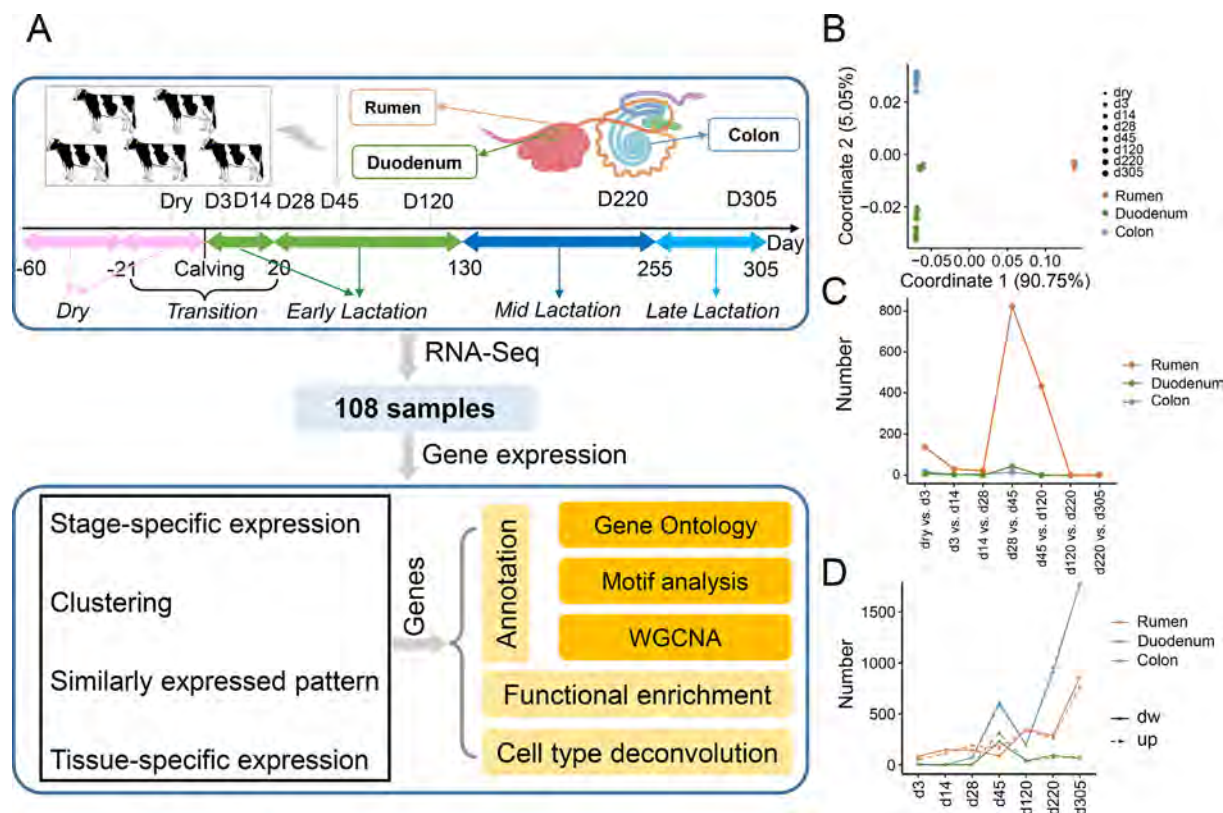 A
Rumen
Duodenum
Colon
Dry D3 D14 D28 D45 D120 D220 D305
Day
-60 -21 Calving 20 130 255 305
Dry Transition Early Lactation Mid Lactation Late Lactation
RNA-Seq
108 samples
Gene expression
Stage-specific expression
Clustering
Similarly expressed pattern
Tissue-specific expression
Genes
Annotation
Gene Ontology
Motif analysis
WGCNA
Functional enrichment
Cell type deconvolution
B
Coordinate 2 (5.05%)
0.02
0.00
−0.02
−0.05 0.00 0.05 0.10
Coordinate 1 (90.75%)
dry
d3
d14
d28
d45
d120
d220
d305
Rumen
Duodenum
Colon
C
Number
800
600
400
200
0
dry vs. d3
d3 vs. d14
d14 vs. d28
d28 vs. d45
d45 vs. d120
d120 vs. d220
d220 vs. d305
Rumen
Duodenum
Colon
D
Number
1500
1000
500
0
d3
d14
d28
d45
d120
d220
d305
Rumen
Duodenum
Colon
dw
up